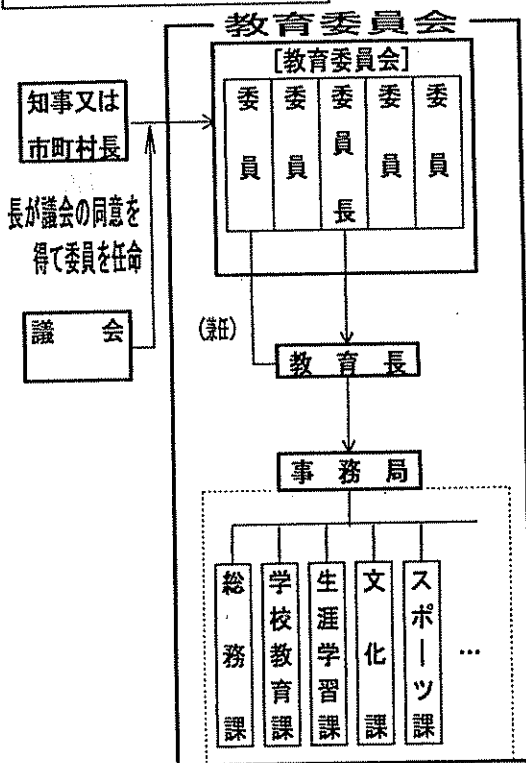 教育委員会
[教育委員会]
委員
委員
委員長
委員
委員
知事又は
市町村長
長が議会の同意を
得て委員を任命
議会
(兼任)
教育長
事務局
総務課
学校教育課
生涯学習課
文化課
スポーツ課
…